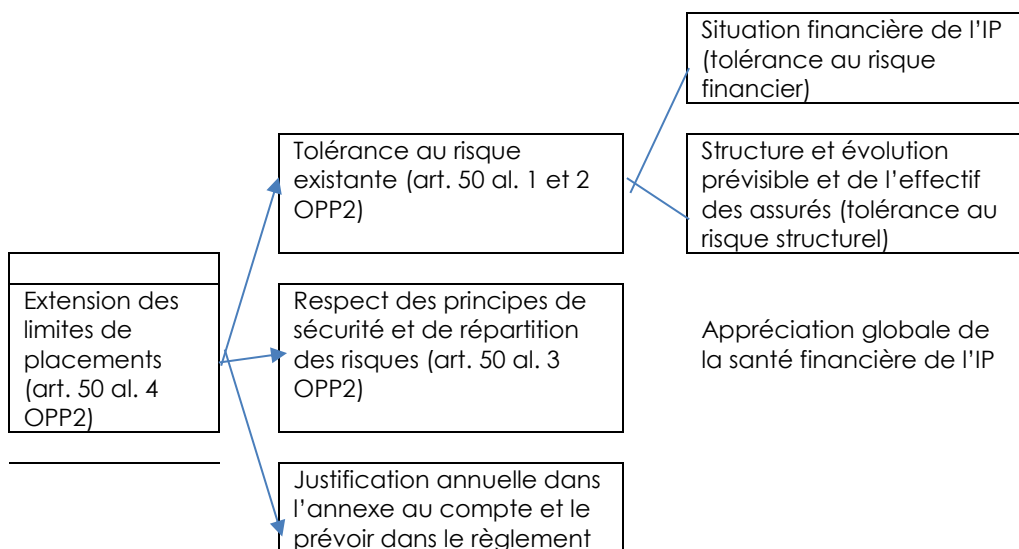 Situation financière de l’IP
(tolérance au risque
financier)
Tolérance au risque
existante (art. 50 al. 1 et 2
OPP2)
Structure et évolution
prévisible et de l’effectif
des assurés (tolérance au
risque structurel)
Extension des
limites de
placements
(art. 50 al. 4
OPP2)
Respect des principes de
sécurité et de répartition
des risques (art. 50 al. 3
OPP2)
Appréciation globale de
la santé financière de l’IP
Justification annuelle dans
l’annexe au compte et le
prévoir dans le règlement